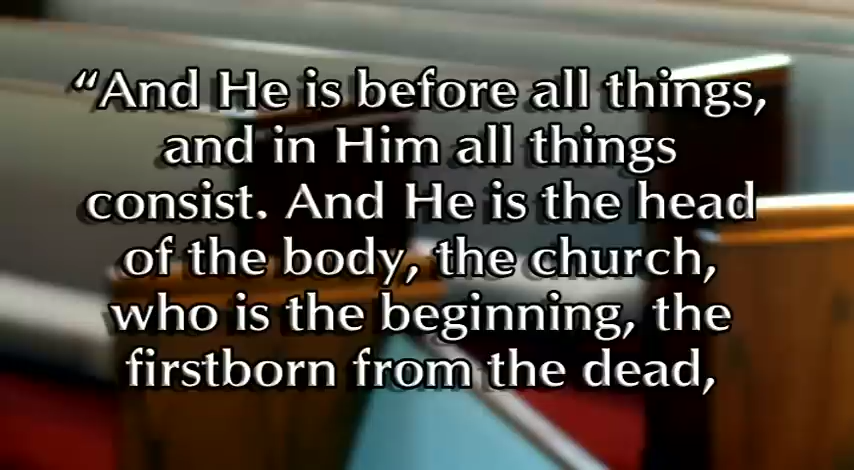 “And He is before all things,
and in Him all things
consist. And He is the head
of the body, the church,
who is the beginning, the
firstborn from the dead,